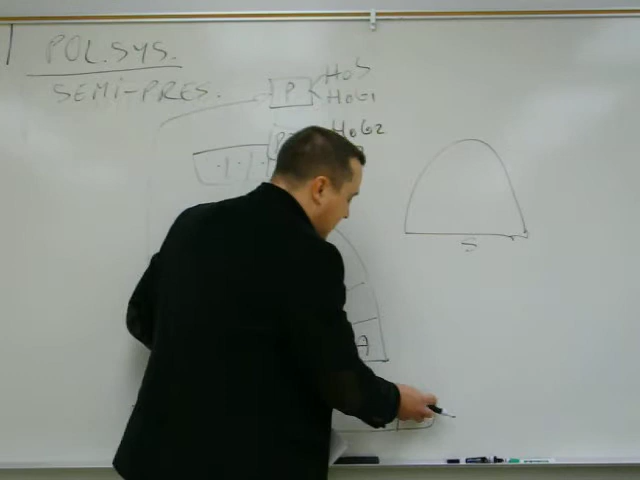 POL. SYS.
SEMI-PRES.
P
HOS
HOG1
HOG2
S
A